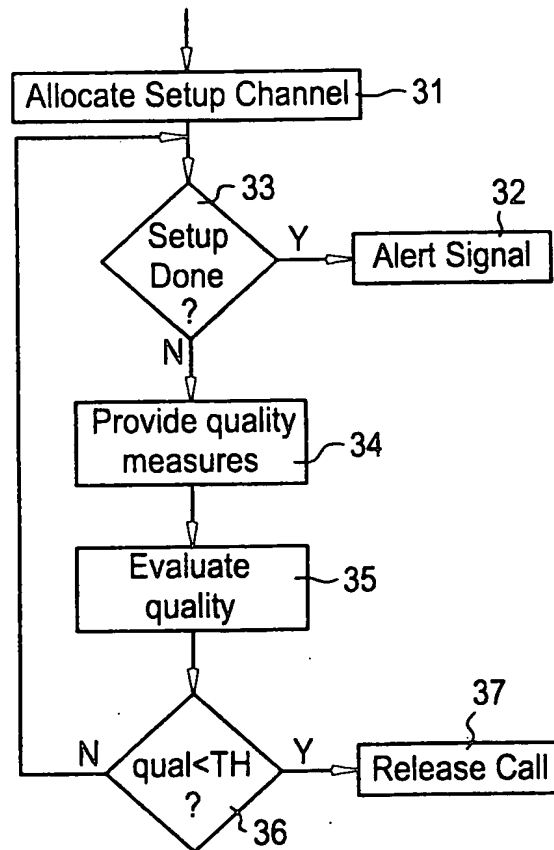 Allocate Setup Channel
31
33
Setup
Done
?
Y
32
Alert Signal
N
Provide quality
measures
34
Evaluate
quality
35
N
qual<TH
?
Y
36
37
Release Call